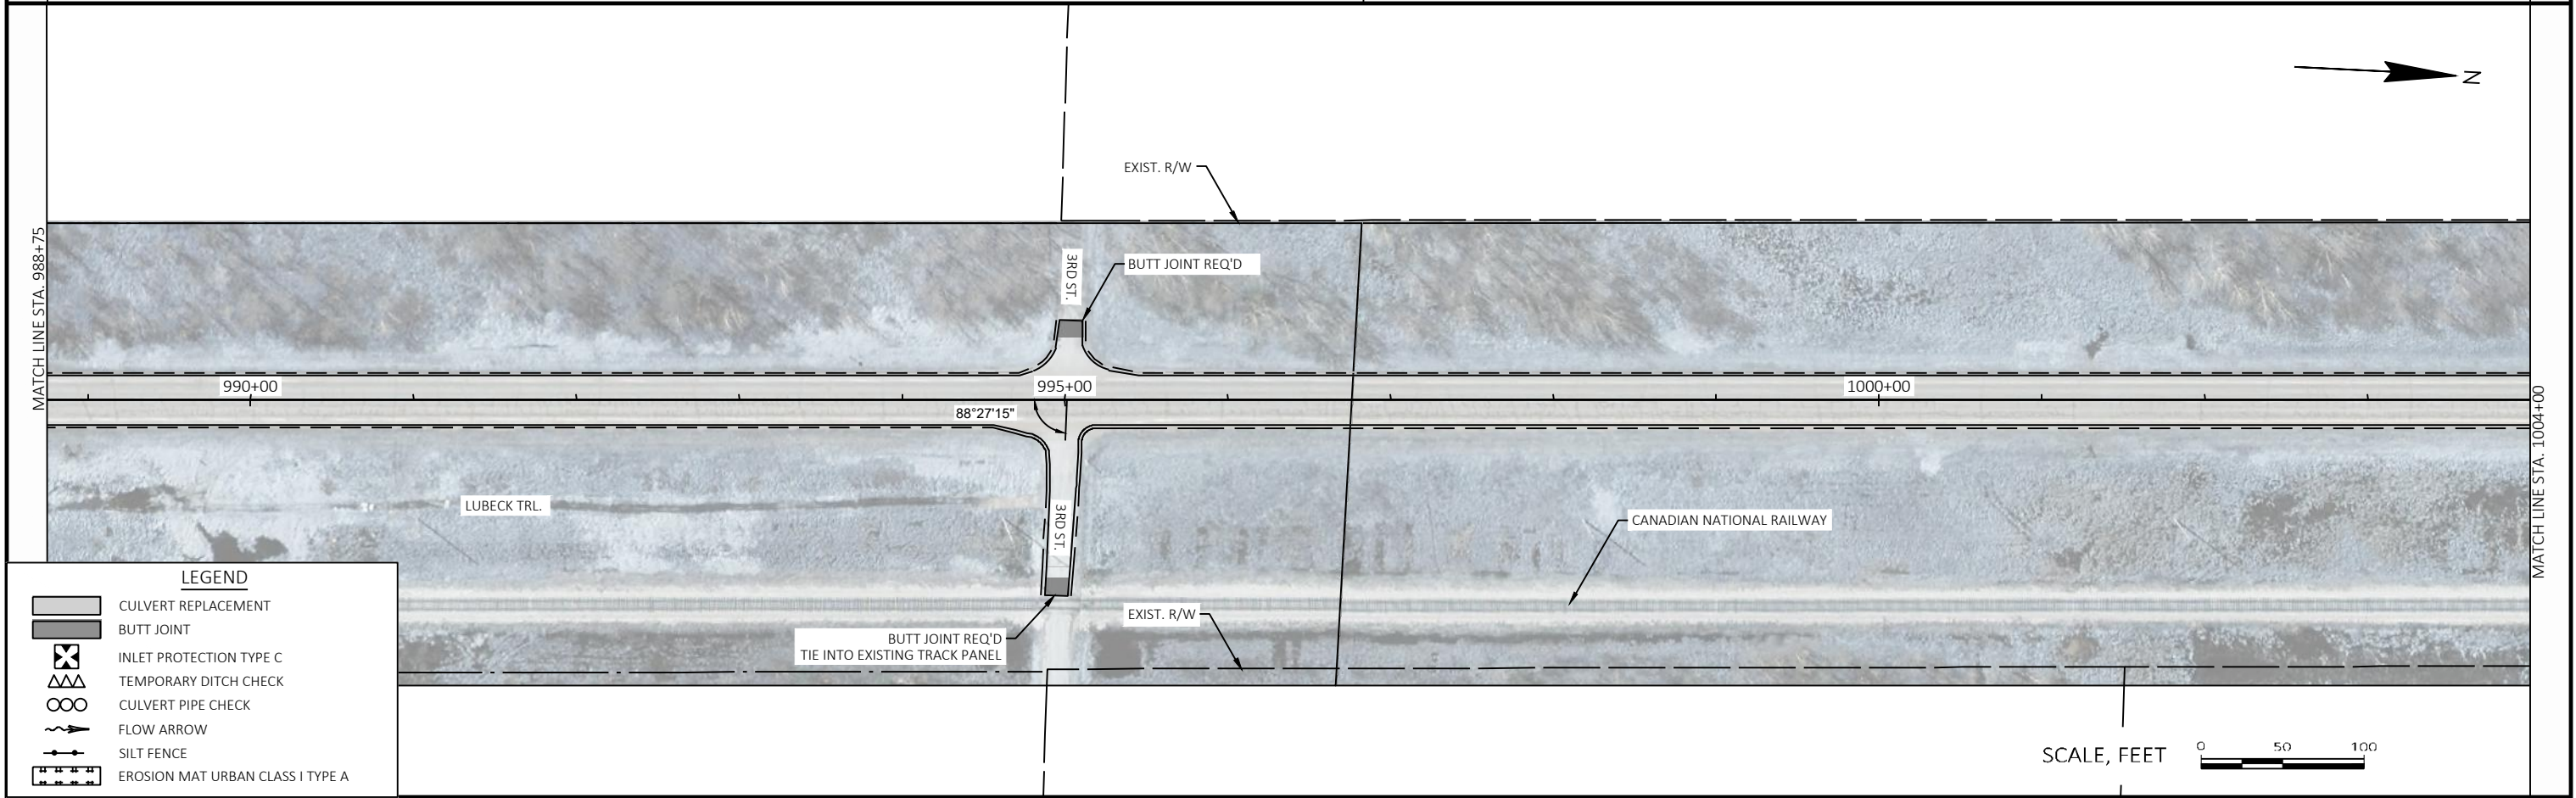 N
EXIST. R/W
MATCH LINE STA. 988+75
3RD ST.
BUTT JOINT REQ'D
990+00
995+00
1000+00
88°27'15"
MATCH LINE STA. 1004+00
LUBECK TRL.
3RD ST.
CANADIAN NATIONAL RAILWAY
EXIST. R/W
BUTT JOINT REQ'D
TIE INTO EXISTING TRACK PANEL
LEGEND
CULVERT REPLACEMENT
BUTT JOINT
INLET PROTECTION TYPE C
TEMPORARY DITCH CHECK
CULVERT PIPE CHECK
FLOW ARROW
SILT FENCE
EROSION MAT URBAN CLASS I TYPE A
SCALE, FEET
0 50 100